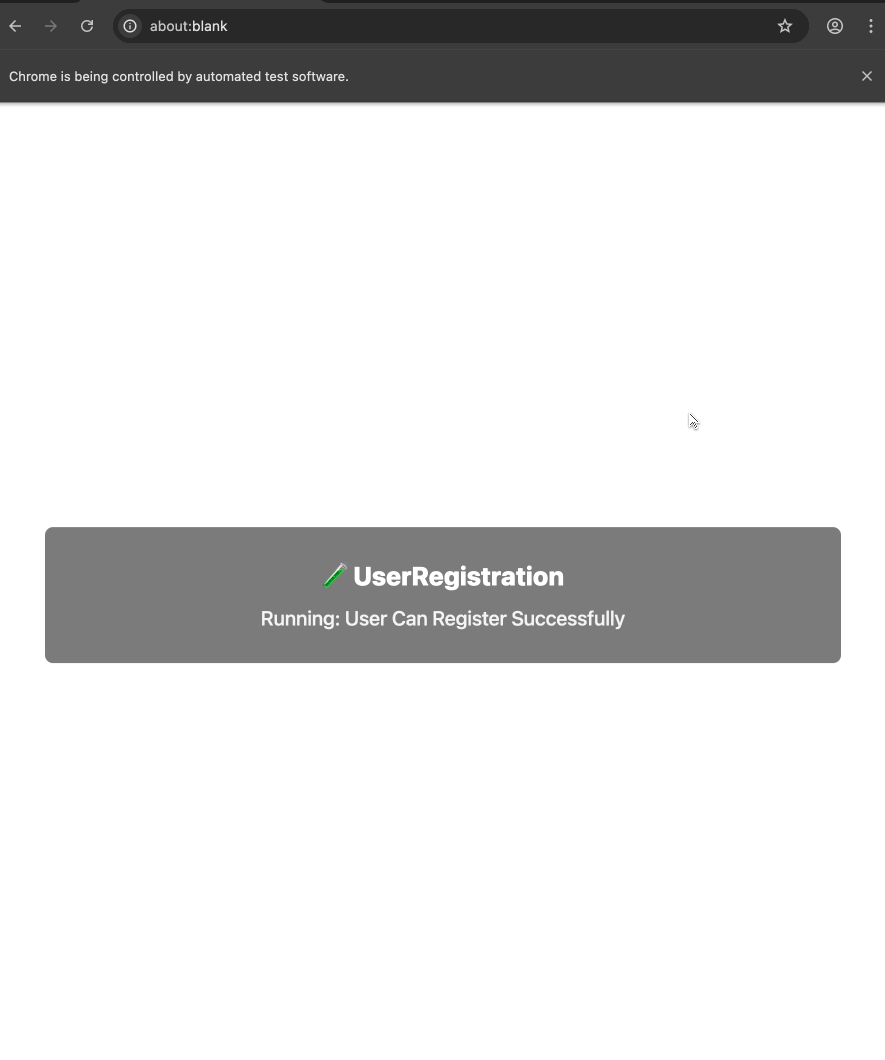 about:blank
Chrome is being controlled by automated test software.
UserRegistration
Running: User Can Register Successfully